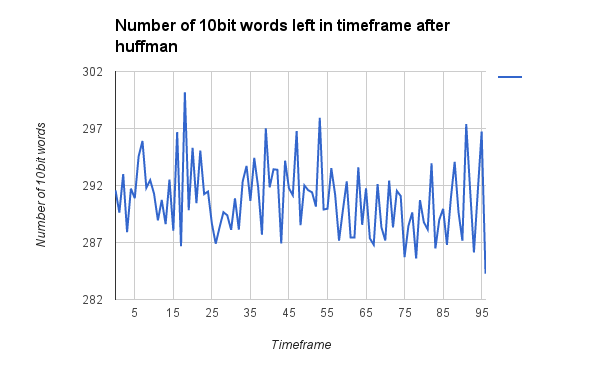 Number of 10bit words left in timeframe after
huffman
302
297
292
287
282
Number of 10bit words
5 15 25 35 45 55 65 75 85 95
Timeframe